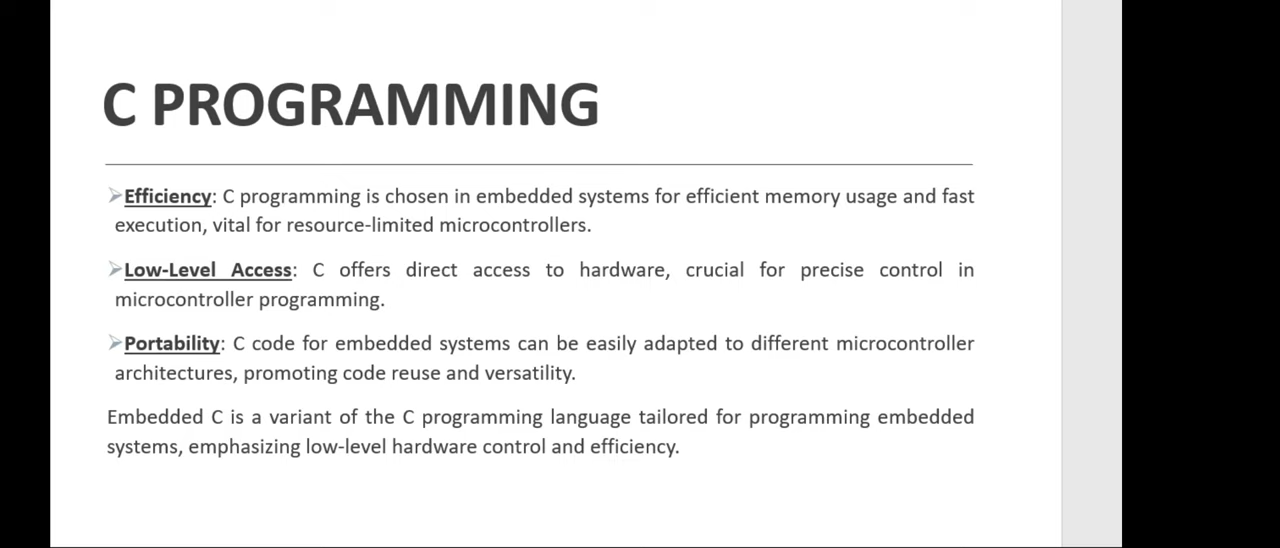 C PROGRAMMING
➢Efficiency: C programming is chosen in embedded systems for efficient memory usage and fast
execution, vital for resource-limited microcontrollers.
➢Low-Level Access: C offers direct access to hardware, crucial for precise control in
microcontroller programming.
➢Portability: C code for embedded systems can be easily adapted to different microcontroller
architectures, promoting code reuse and versatility.
Embedded C is a variant of the C programming language tailored for programming embedded
systems, emphasizing low-level hardware control and efficiency.